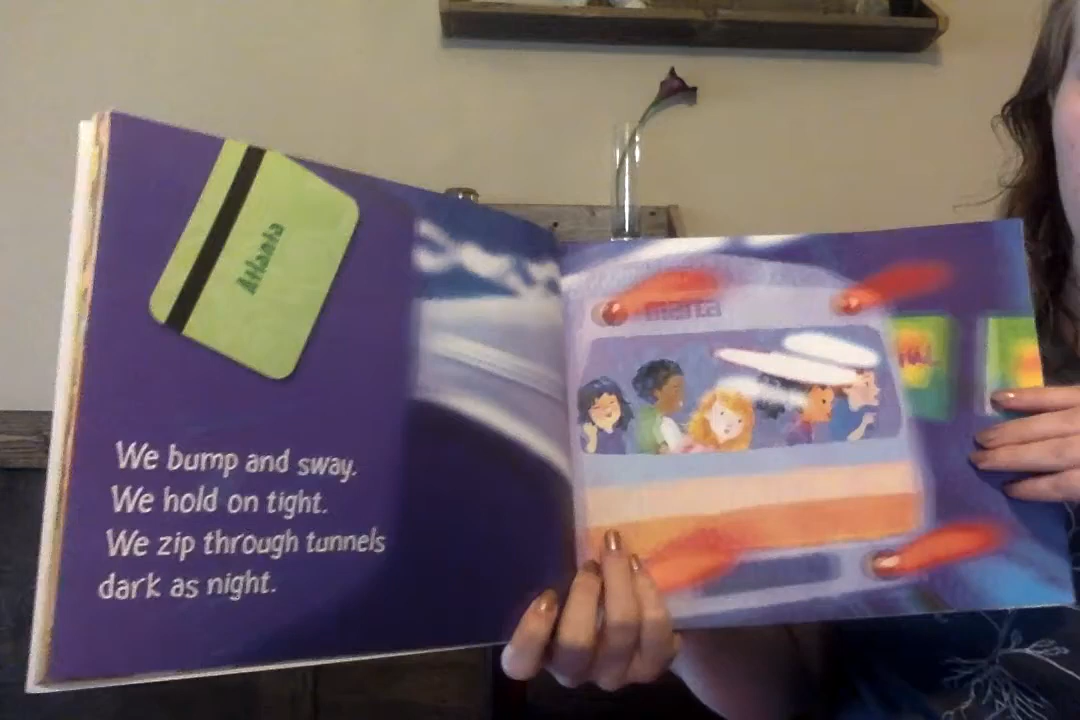 Atlanta
We bump and sway.
We hold on tight.
We zip through tunnels
dark as night.
marta